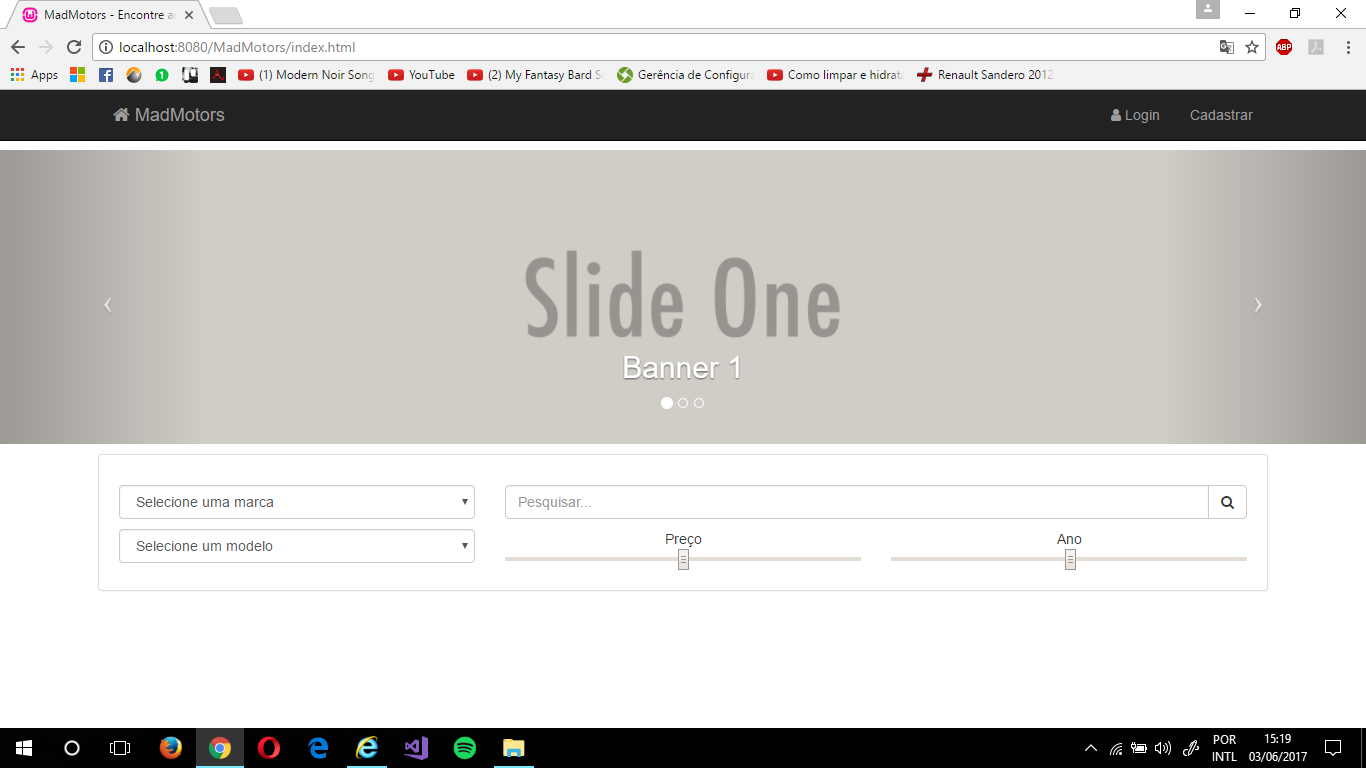 MadMotors - Encontre a
localhost:8080/MadMotors/index.html
ABP
Apps
(1) Modern Noir Song
YouTube
(2) My Fantasy Bard S
Gerência de Configura
Como limpar e hidrat
Renault Sandero 2012
MadMotors
Login
Cadastrar
Slide One
Banner 1
Selecione uma marca
Pesquisar...
Selecione um modelo
Preço
Ano
POR
INTL
15:19
03/06/2017